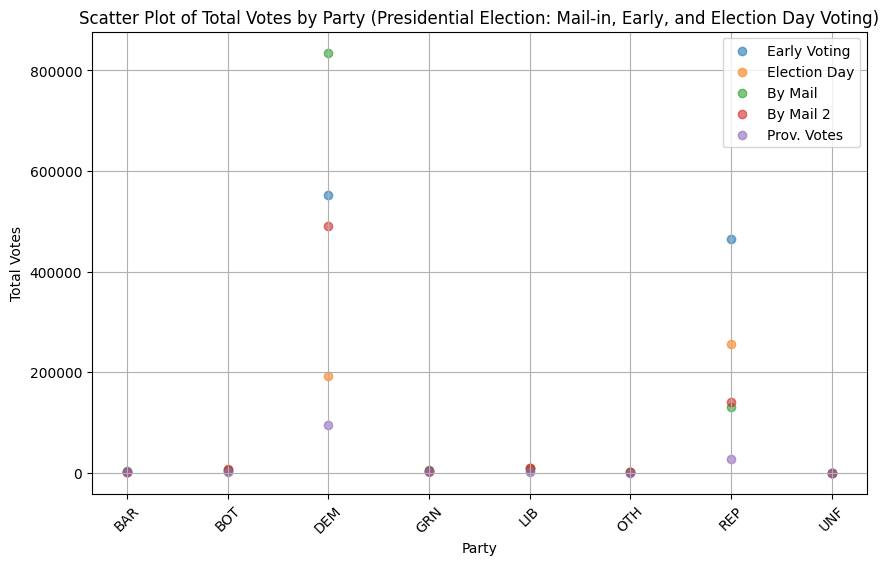 Scatter Plot of Total Votes by Party (Presidential Election: Mail-in, Early, and Election Day Voting)
Early Voting
Election Day
By Mail
By Mail 2
Prov. Votes
Total Votes
800000
600000
400000
200000
0
BAR
BOT
DEM
GRN
LIB
OTH
REP
UNF
Party